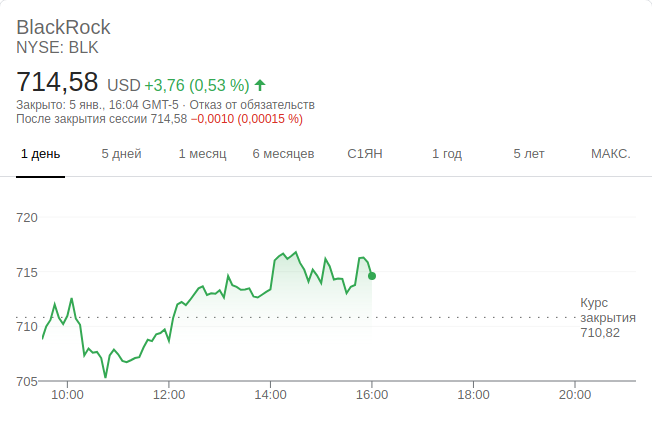 BlackRock
NYSE: BLK
714,58 USD +3,76 (0,53 %)
Закрыто: 5 янв., 16:04 GMT-5 · Отказ от обязательств
После закрытия сессии 714,58 −0,0010 (0,00015 %)
1 день 5 дней 1 месяц 6 месяцев С1ЯН 1 год 5 лет МАКС.
720
715
710
705
Курс
закрытия
710,82
10:00 12:00 14:00 16:00 18:00 20:00